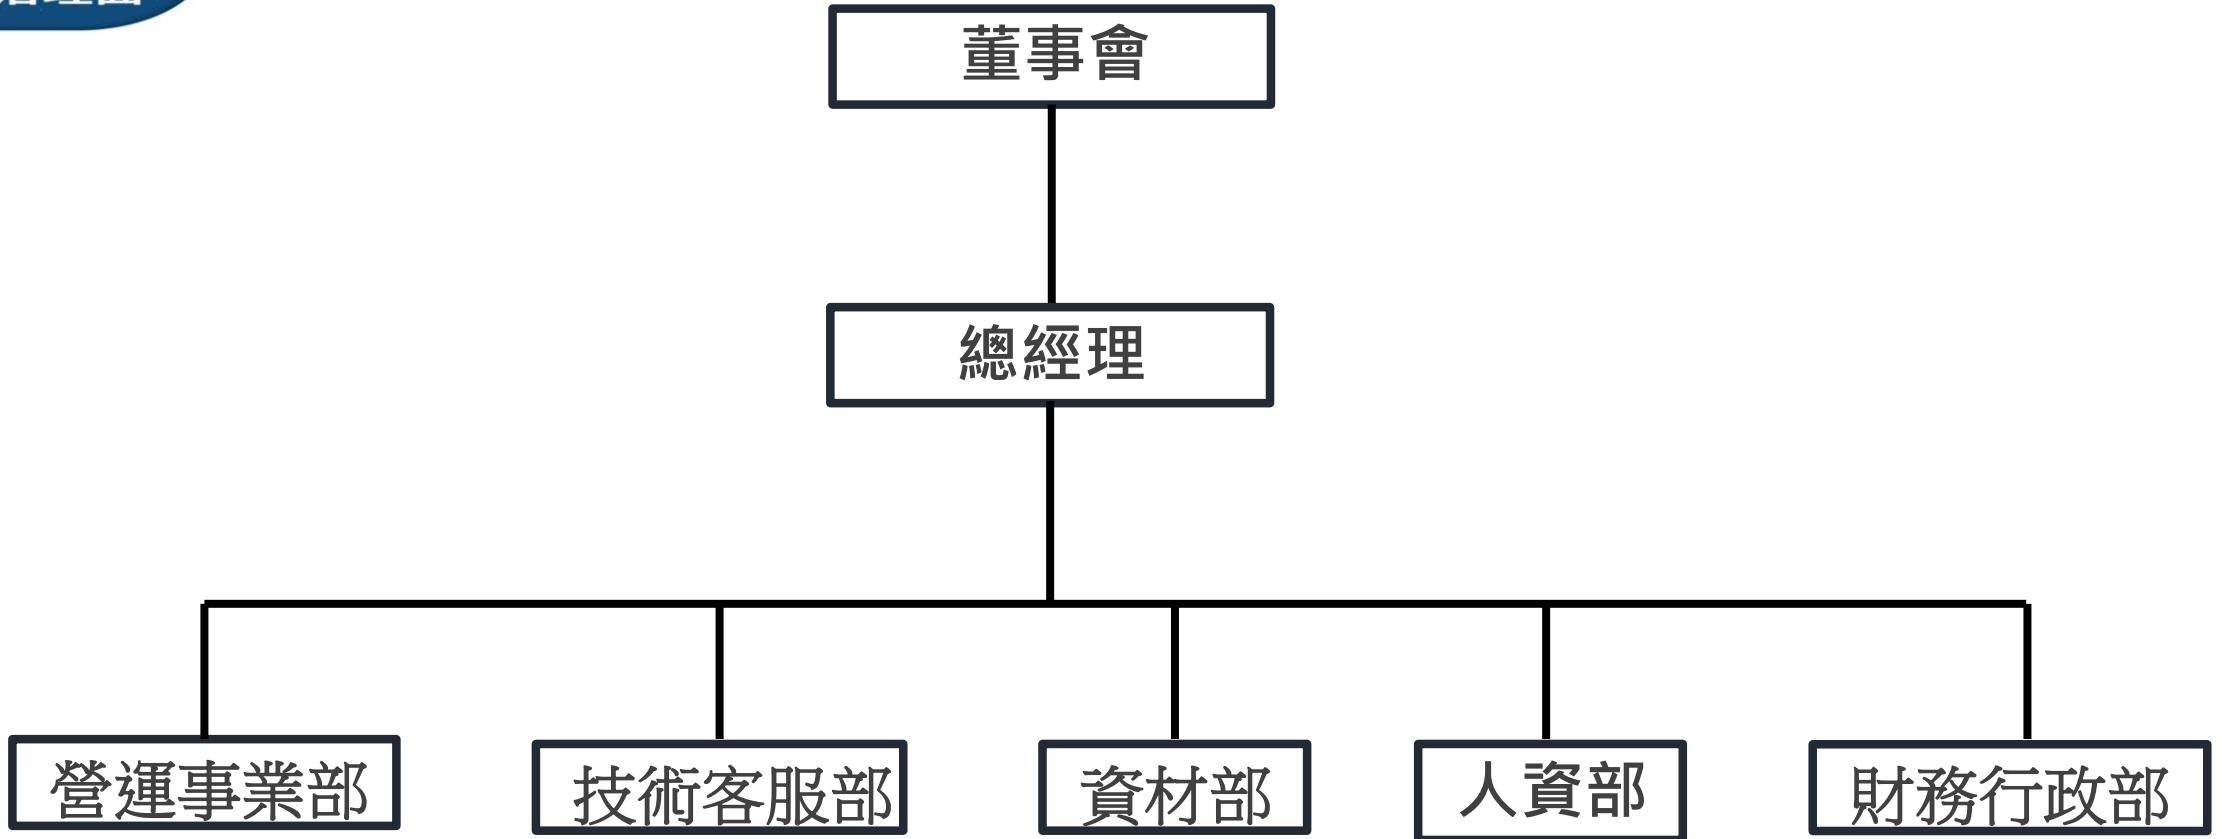 董事會
總經理
營運事業部
技術客服部
資材部
人資部
財務行政部